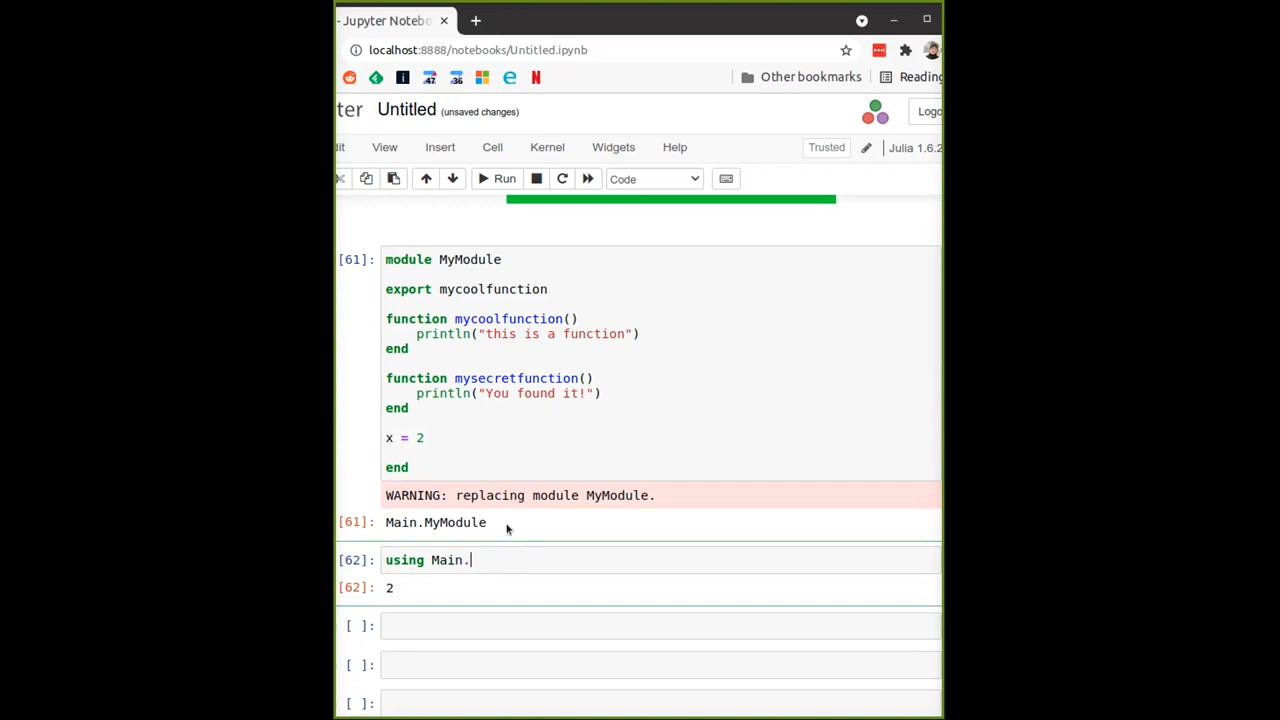 - Jupyter Notebo
localhost:8888/notebooks/Untitled.ipynb
47 36 Other bookmarks Reading
ter Untitled (unsaved changes) Logo
dit View Insert Cell Kernel Widgets Help Trusted Julia 1.6.2
Run Code
[61]: module MyModule
export mycoolfunction
function mycoolfunction()
println("this is a function")
end
function mysecretfunction()
println("You found it!")
end
x = 2
end
WARNING: replacing module MyModule.
[61]: Main.MyModule
[62]: using Main.
[62]: 2
[ ]:
[ ]:
[ ]: